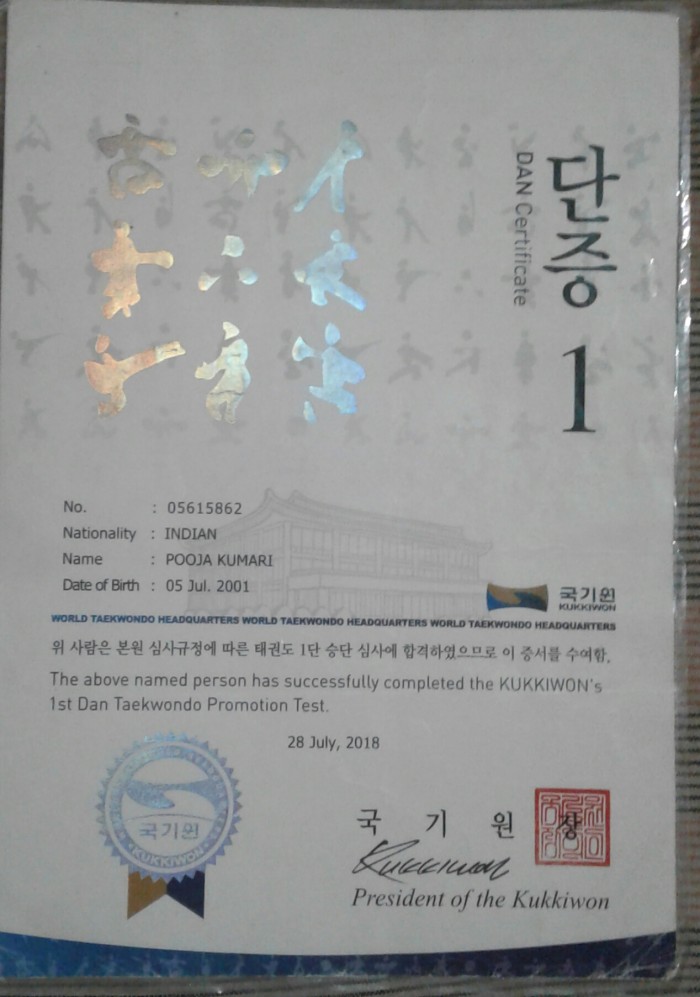 단증
DAN Certificate
1
No. : 05615862
Nationality : INDIAN
Name : POOJA KUMARI
Date of Birth : 05 Jul. 2001
국기원
KUKKIWON
WORLD TAEKWONDO HEADQUARTERS WORLD TAEKWONDO HEADQUARTERS WORLD TAEKWONDO HEADQUARTERS
위 사람은 본원 심사규정에 따른 태권도 1단 승단 심사에 합격하였으므로 이 증서를 수여함.
The above named person has successfully completed the KUKKIWON's
1st Dan Taekwondo Promotion Test.
28 July, 2018
국기원
KUKKIWON
국 기 원 장
Kukkiwon
President of the Kukkiwon